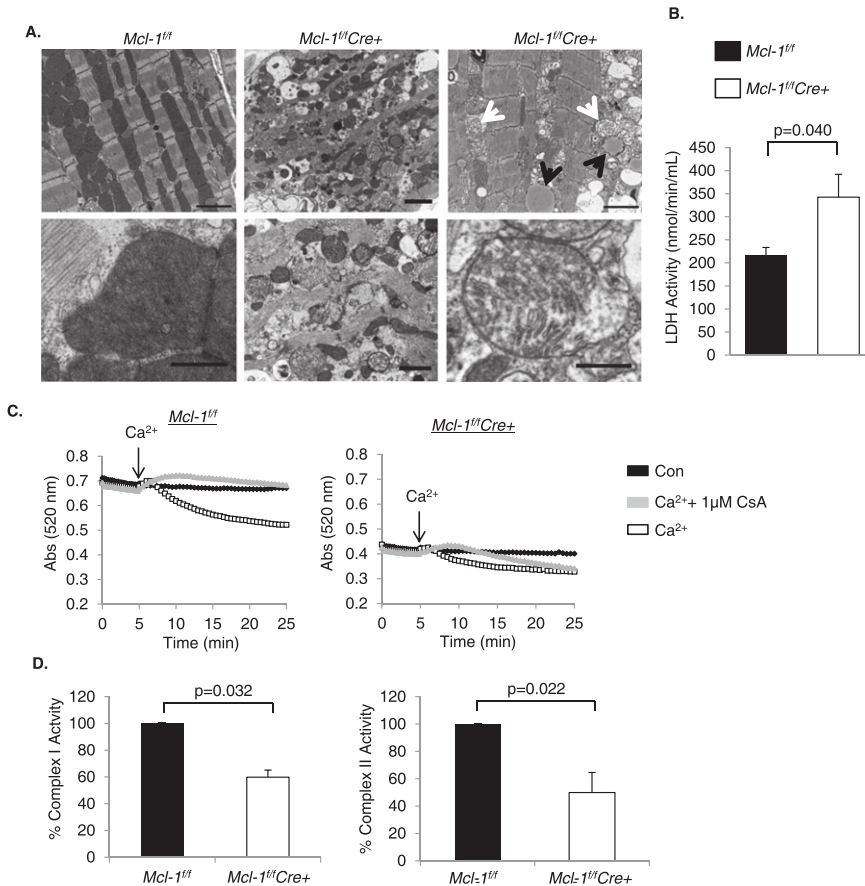 A.
Mcl-1f/f
Mcl-1f/fCre+
Mcl-1f/fCre+
B.
Mcl-1f/f
Mcl-1f/fCre+
p=0.040
LDH Activity (nmol/min/mL)
450
400
350
300
250
200
150
100
50
0
C.
Mcl-1f/f
Ca2+
Abs (520 nm)
0.8
0.7
0.6
0.5
0.4
0.3
0.2
0 5 10 15 20 25
Time (min)
Mcl-1f/fCre+
Ca2+
Abs (520 nm)
0.8
0.7
0.6
0.5
0.4
0.3
0.2
0 5 10 15 20 25
Time (min)
Con
Ca2++ 1μM CsA
Ca2+
D.
p=0.032
% Complex I Actvity
120
100
80
60
40
20
0
Mcl-1f/f Mcl-1f/fCre+
p=0.022
% Complex II Activity
120
100
80
60
40
20
0
Mcl-1f/f Mcl-1f/fCre+